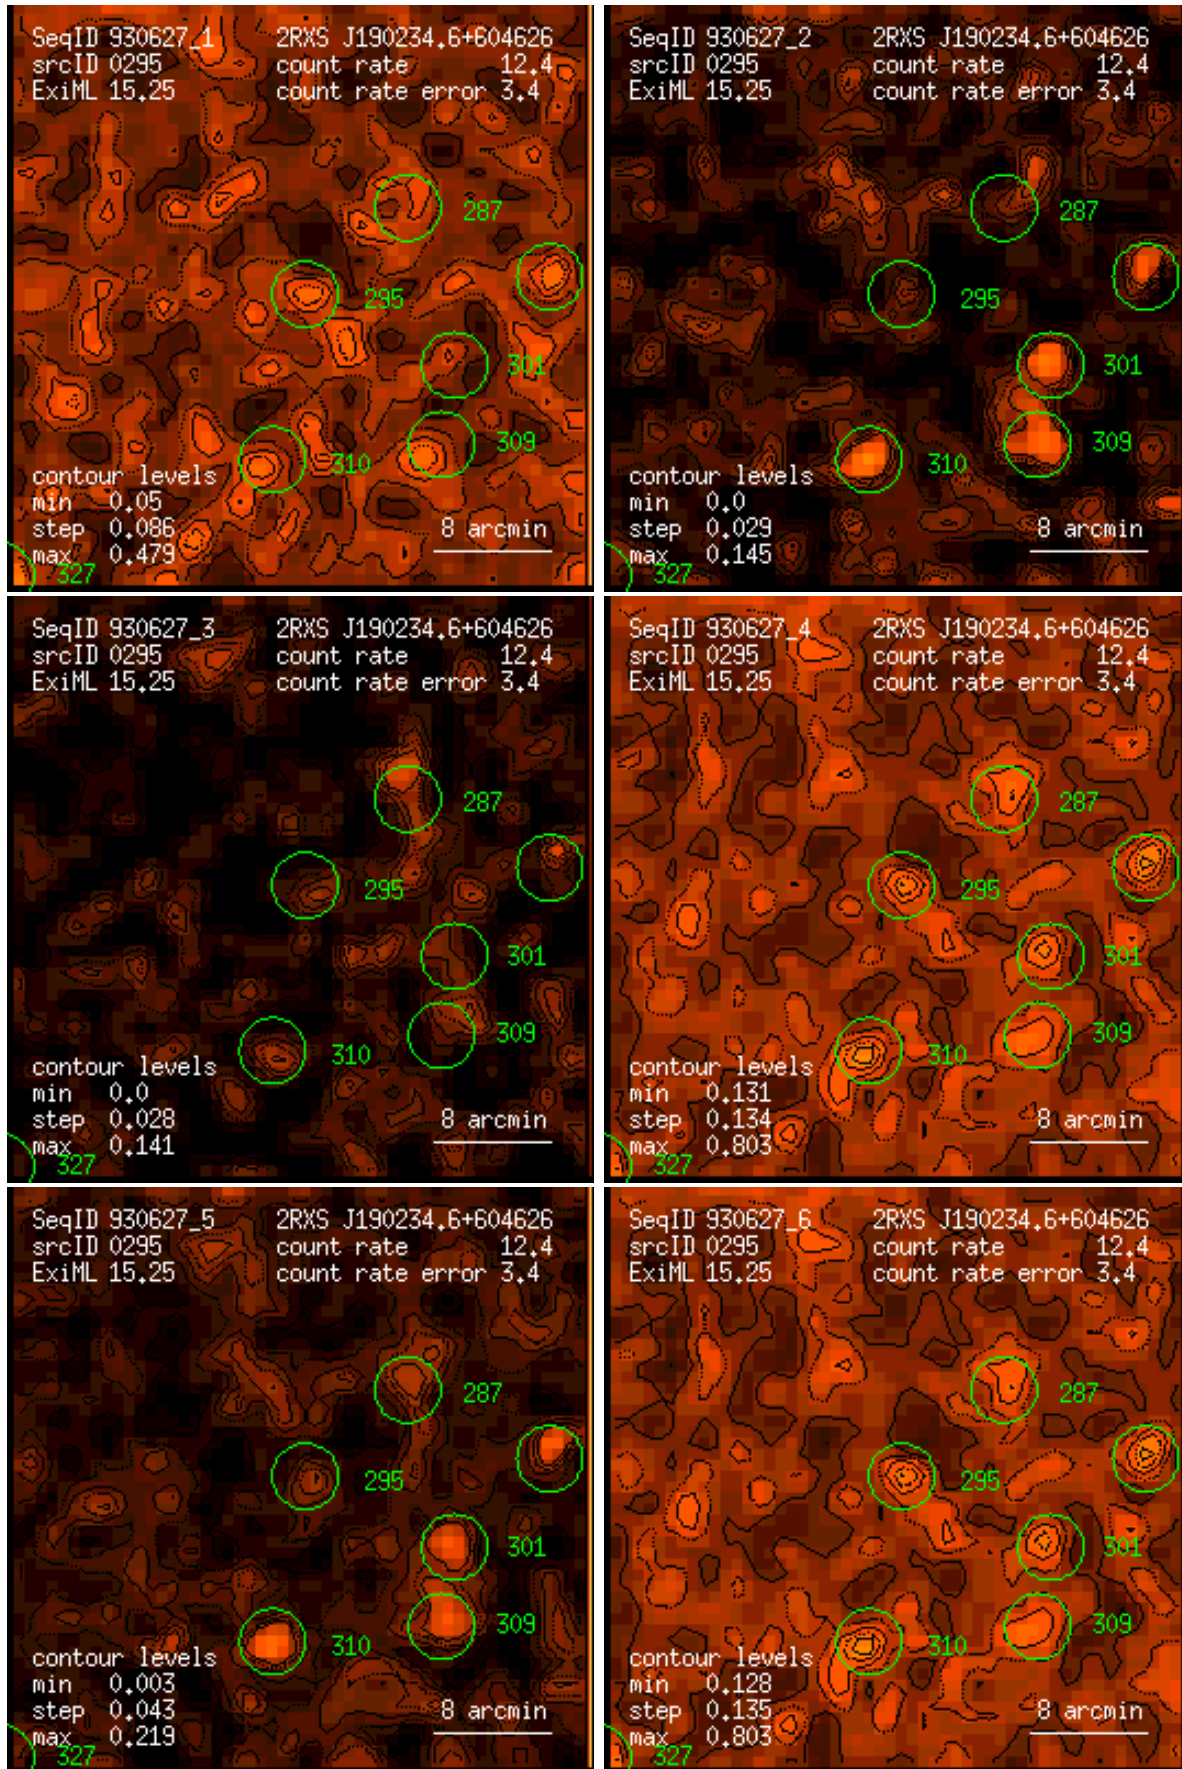 SeqID 930627_1 2RXS J190234.6+604626
srcID 0295 count rate 12.4
ExiML 15.25 count rate error 3.4
287
295
301
309
310
contour levels
min 0.05
step 0.086 8 arcmin
max 0.479
327
SeqID 930627_2 2RXS J190234.6+604626
srcID 0295 count rate 12.4
ExiML 15.25 count rate error 3.4
287
295
301
309
310
contour levels
min 0.0
step 0.029 8 arcmin
max 0.145
327
SeqID 930627_3 2RXS J190234.6+604626
srcID 0295 count rate 12.4
ExiML 15.25 count rate error 3.4
287
295
301
309
310
contour levels
min 0.0
step 0.028 8 arcmin
max 0.141
327
SeqID 930627_4 2RXS J190234.6+604626
srcID 0295 count rate 12.4
ExiML 15.25 count rate error 3.4
287
295
301
309
310
contour levels
min 0.131
step 0.134 8 arcmin
max 0.803
327
SeqID 930627_5 2RXS J190234.6+604626
srcID 0295 count rate 12.4
ExiML 15.25 count rate error 3.4
287
295
301
309
310
contour levels
min 0.003
step 0.043 8 arcmin
max 0.219
327
SeqID 930627_6 2RXS J190234.6+604626
srcID 0295 count rate 12.4
ExiML 15.25 count rate error 3.4
287
295
301
309
310
contour levels
min 0.128
step 0.135 8 arcmin
max 0.803
327